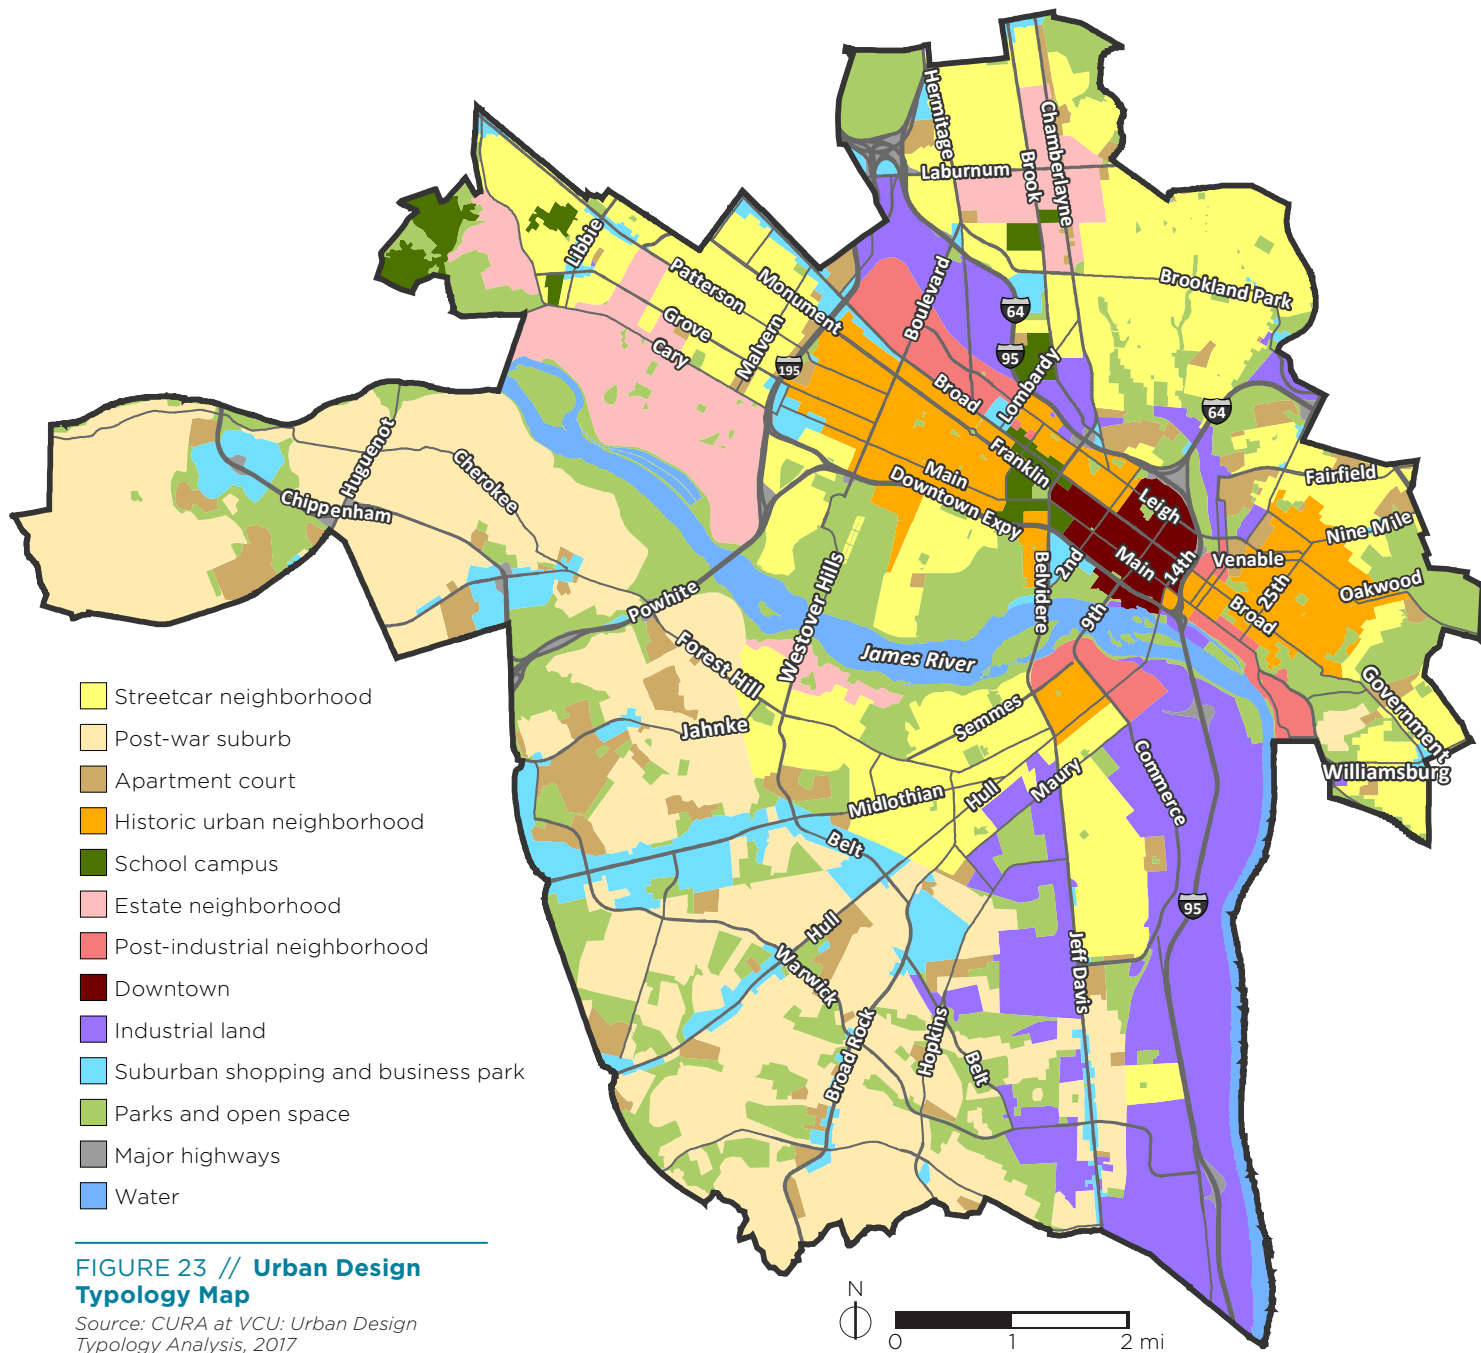 Hermitage
Chamberlayne
Brook
Laburnum
Libbie
Patterson
Monument
Boulevard
Brookland Park
Grove
Malvern
Cary
64
95
195
Lombardy
Broad
64
Huguenot
Cherokee
Chippenham
Franklin
Main
Downtown Expy
Leigh
Fairfield
Nine Mile
Venable
Oakwood
25th
Broad
Main
14th
2nd
Belvidere
9th
Powhite
Westover Hills
James River
Forest Hill
Jahnke
Semmes
Government
Williamsburg
Midlothian
Hull
Maury
Commerce
Belt
95
Hull
Warwick
Jeff Davis
Broad Rock
Hopkins
Belt
Streetcar neighborhood
Post-war suburb
Apartment court
Historic urban neighborhood
School campus
Estate neighborhood
Post-industrial neighborhood
Downtown
Industrial land
Suburban shopping and business park
Parks and open space
Major highways
Water
FIGURE 23 // Urban Design
Typology Map
Source: CURA at VCU: Urban Design
Typology Analysis, 2017
N
0 1 2 mi